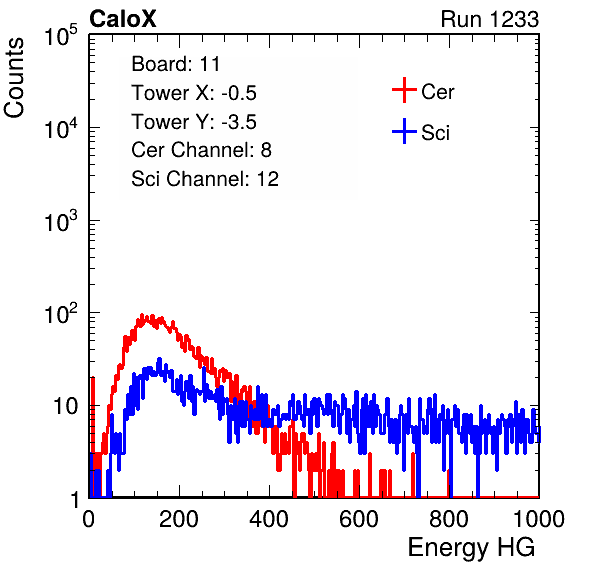 CaloX Run 1233
Counts
Board: 11
Tower X: -0.5
Tower Y: -3.5
Cer Channel: 8
Sci Channel: 12
Cer
Sci
10^5
10^4
10^3
10^2
10
1
0 200 400 600 800 1000
Energy HG